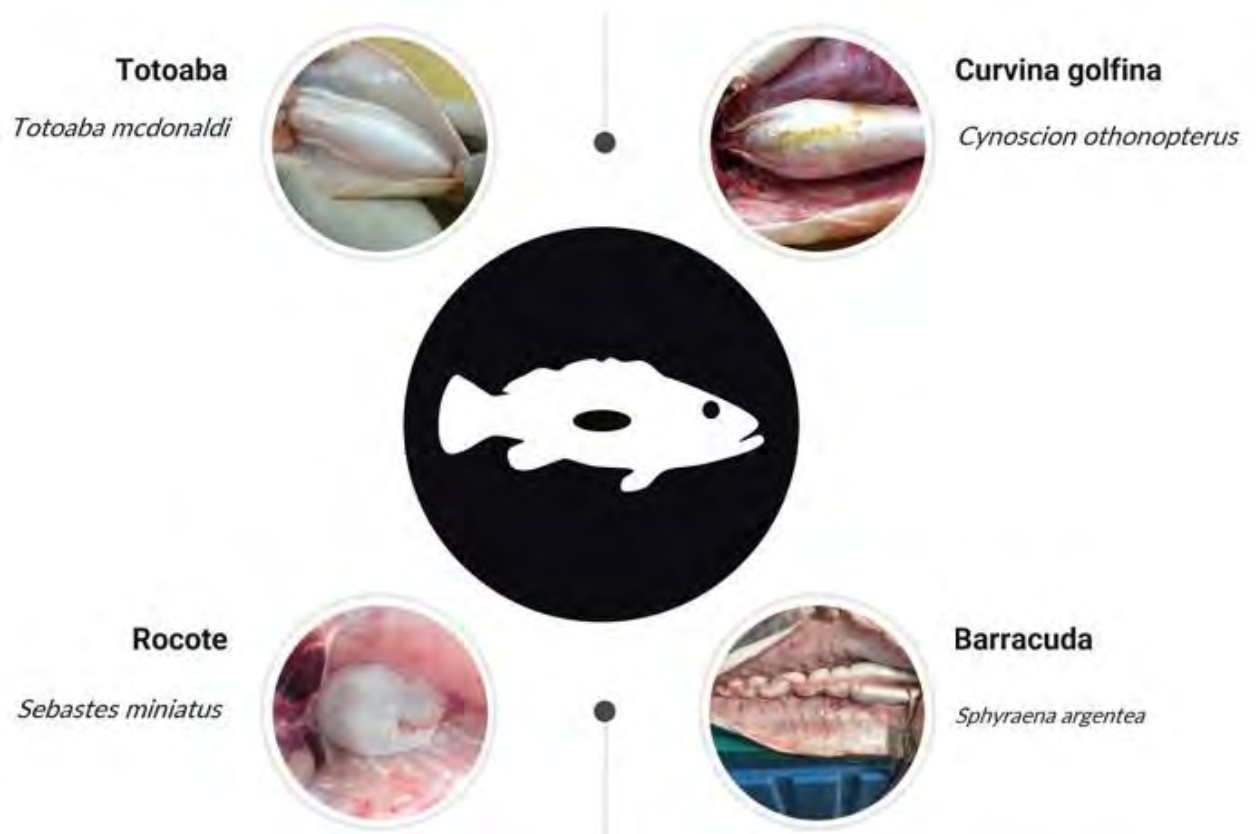 Totoaba
Totoaba mcdonaldi
Curvina golfina
Cynoscion othonopterus
Rocote
Sebastes miniatus
Barracuda
Sphyraena argentea